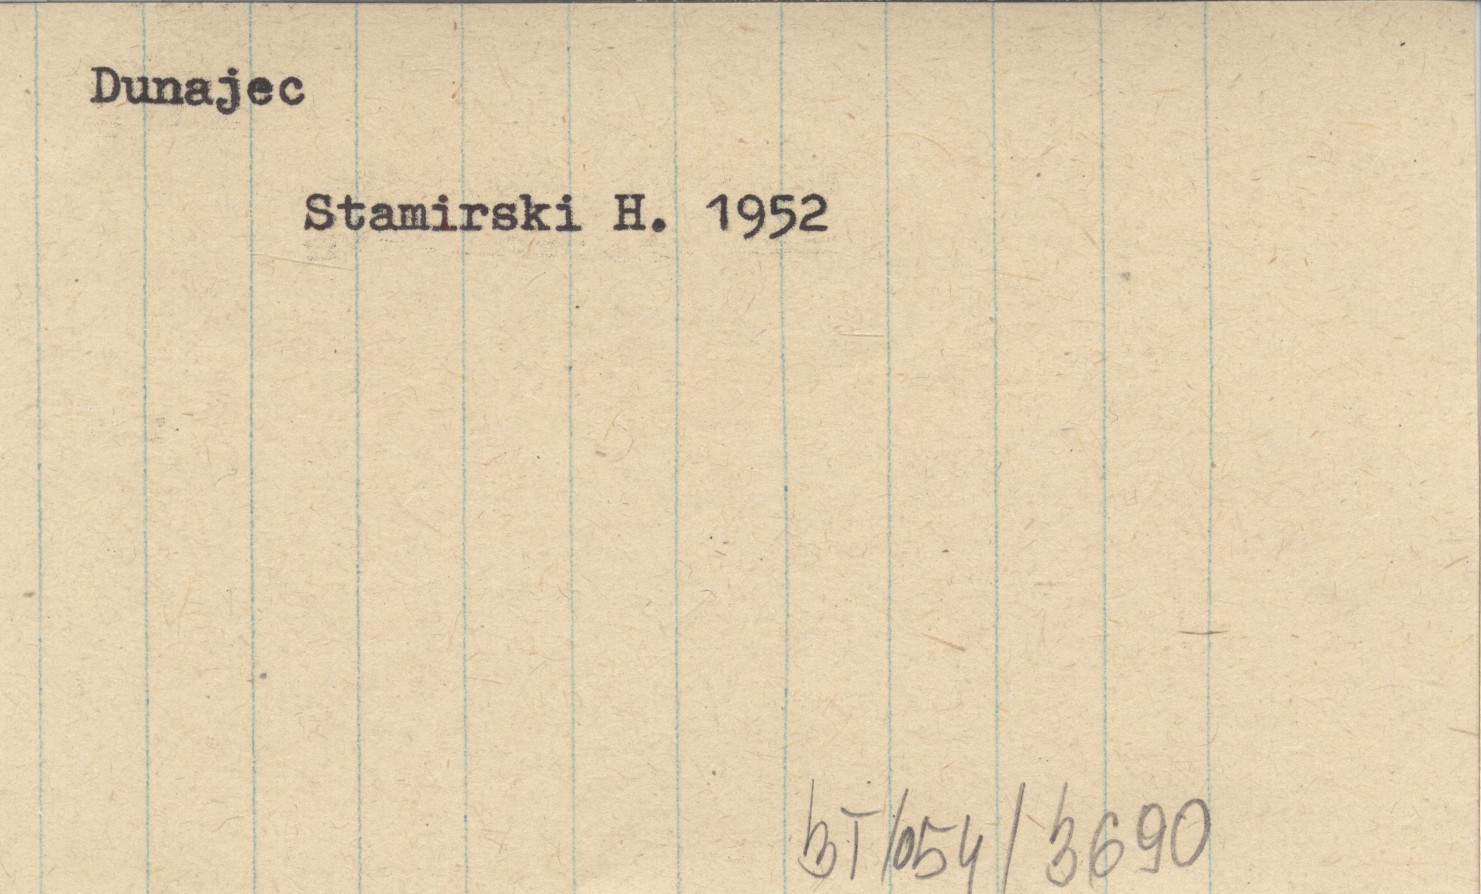 Dunajec
Stamirski H. 1952
BT/054/3690